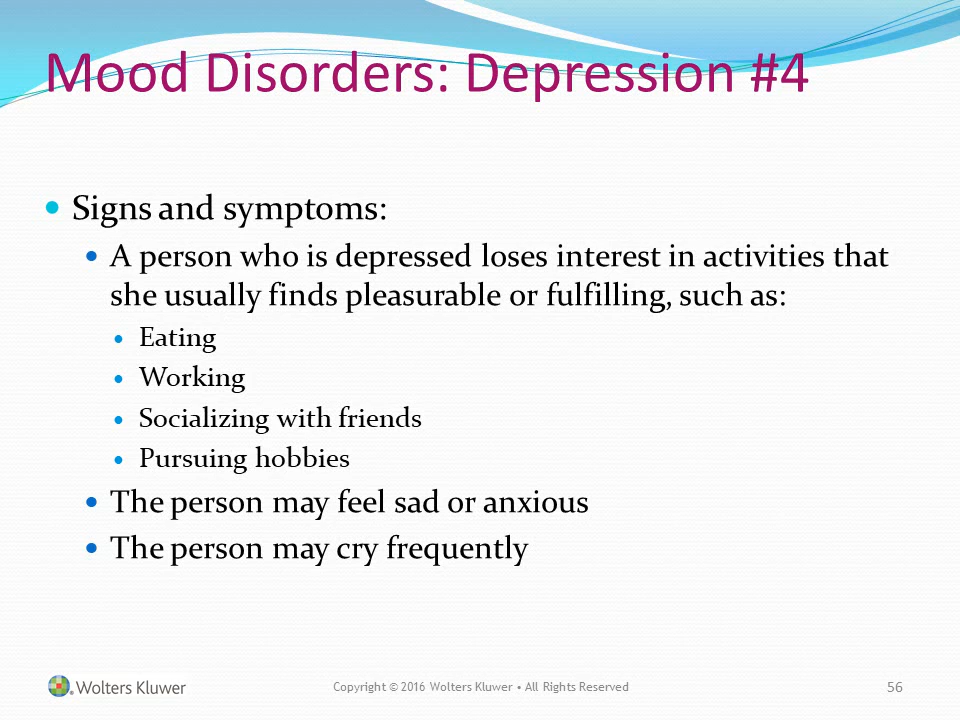 Mood Disorders: Depression #4
Signs and symptoms:
A person who is depressed loses interest in activities that
she usually finds pleasurable or fulfilling, such as:
Eating
Working
Socializing with friends
Pursuing hobbies
The person may feel sad or anxious
The person may cry frequently
Wolters Kluwer
Copyright © 2016 Wolters Kluwer • All Rights Reserved
56